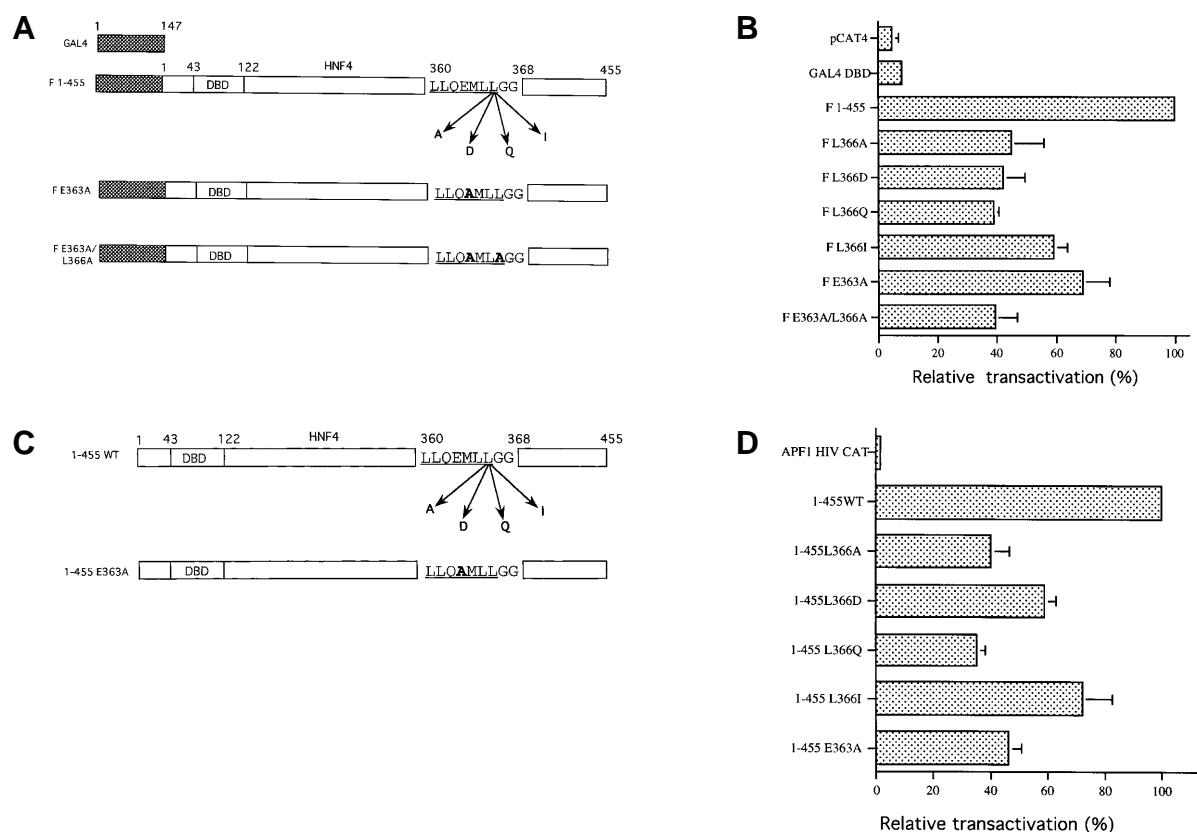 A
1 147
GAL4
1 43 122 HNF4 360 368 455
F 1-455
DBD
LLQEMLLGG
A
D
Q
I
F E363A
DBD
LLQAMLLGG
F E363A/
L366A
DBD
LLQAMLAGG
B
pCAT4
GAL4 DBD
F 1-455
F L366A
F L366D
F L366Q
F L366I
F E363A
F E363A/L366A
0 20 40 60 80 100
Relative transactivation (%)
C
1 43 122 HNF4 360 368 455
1-455 WT
DBD
LLQEMLLGG
A
D
Q
I
1-455 E363A
DBD
LLQAMLLGG
D
APF1 HIV CAT
1-455WT
1-455L366A
1-455L366D
1-455 L366Q
1-455 L366I
1-455 E363A
0 20 40 60 80 100
Relative transactivation (%)